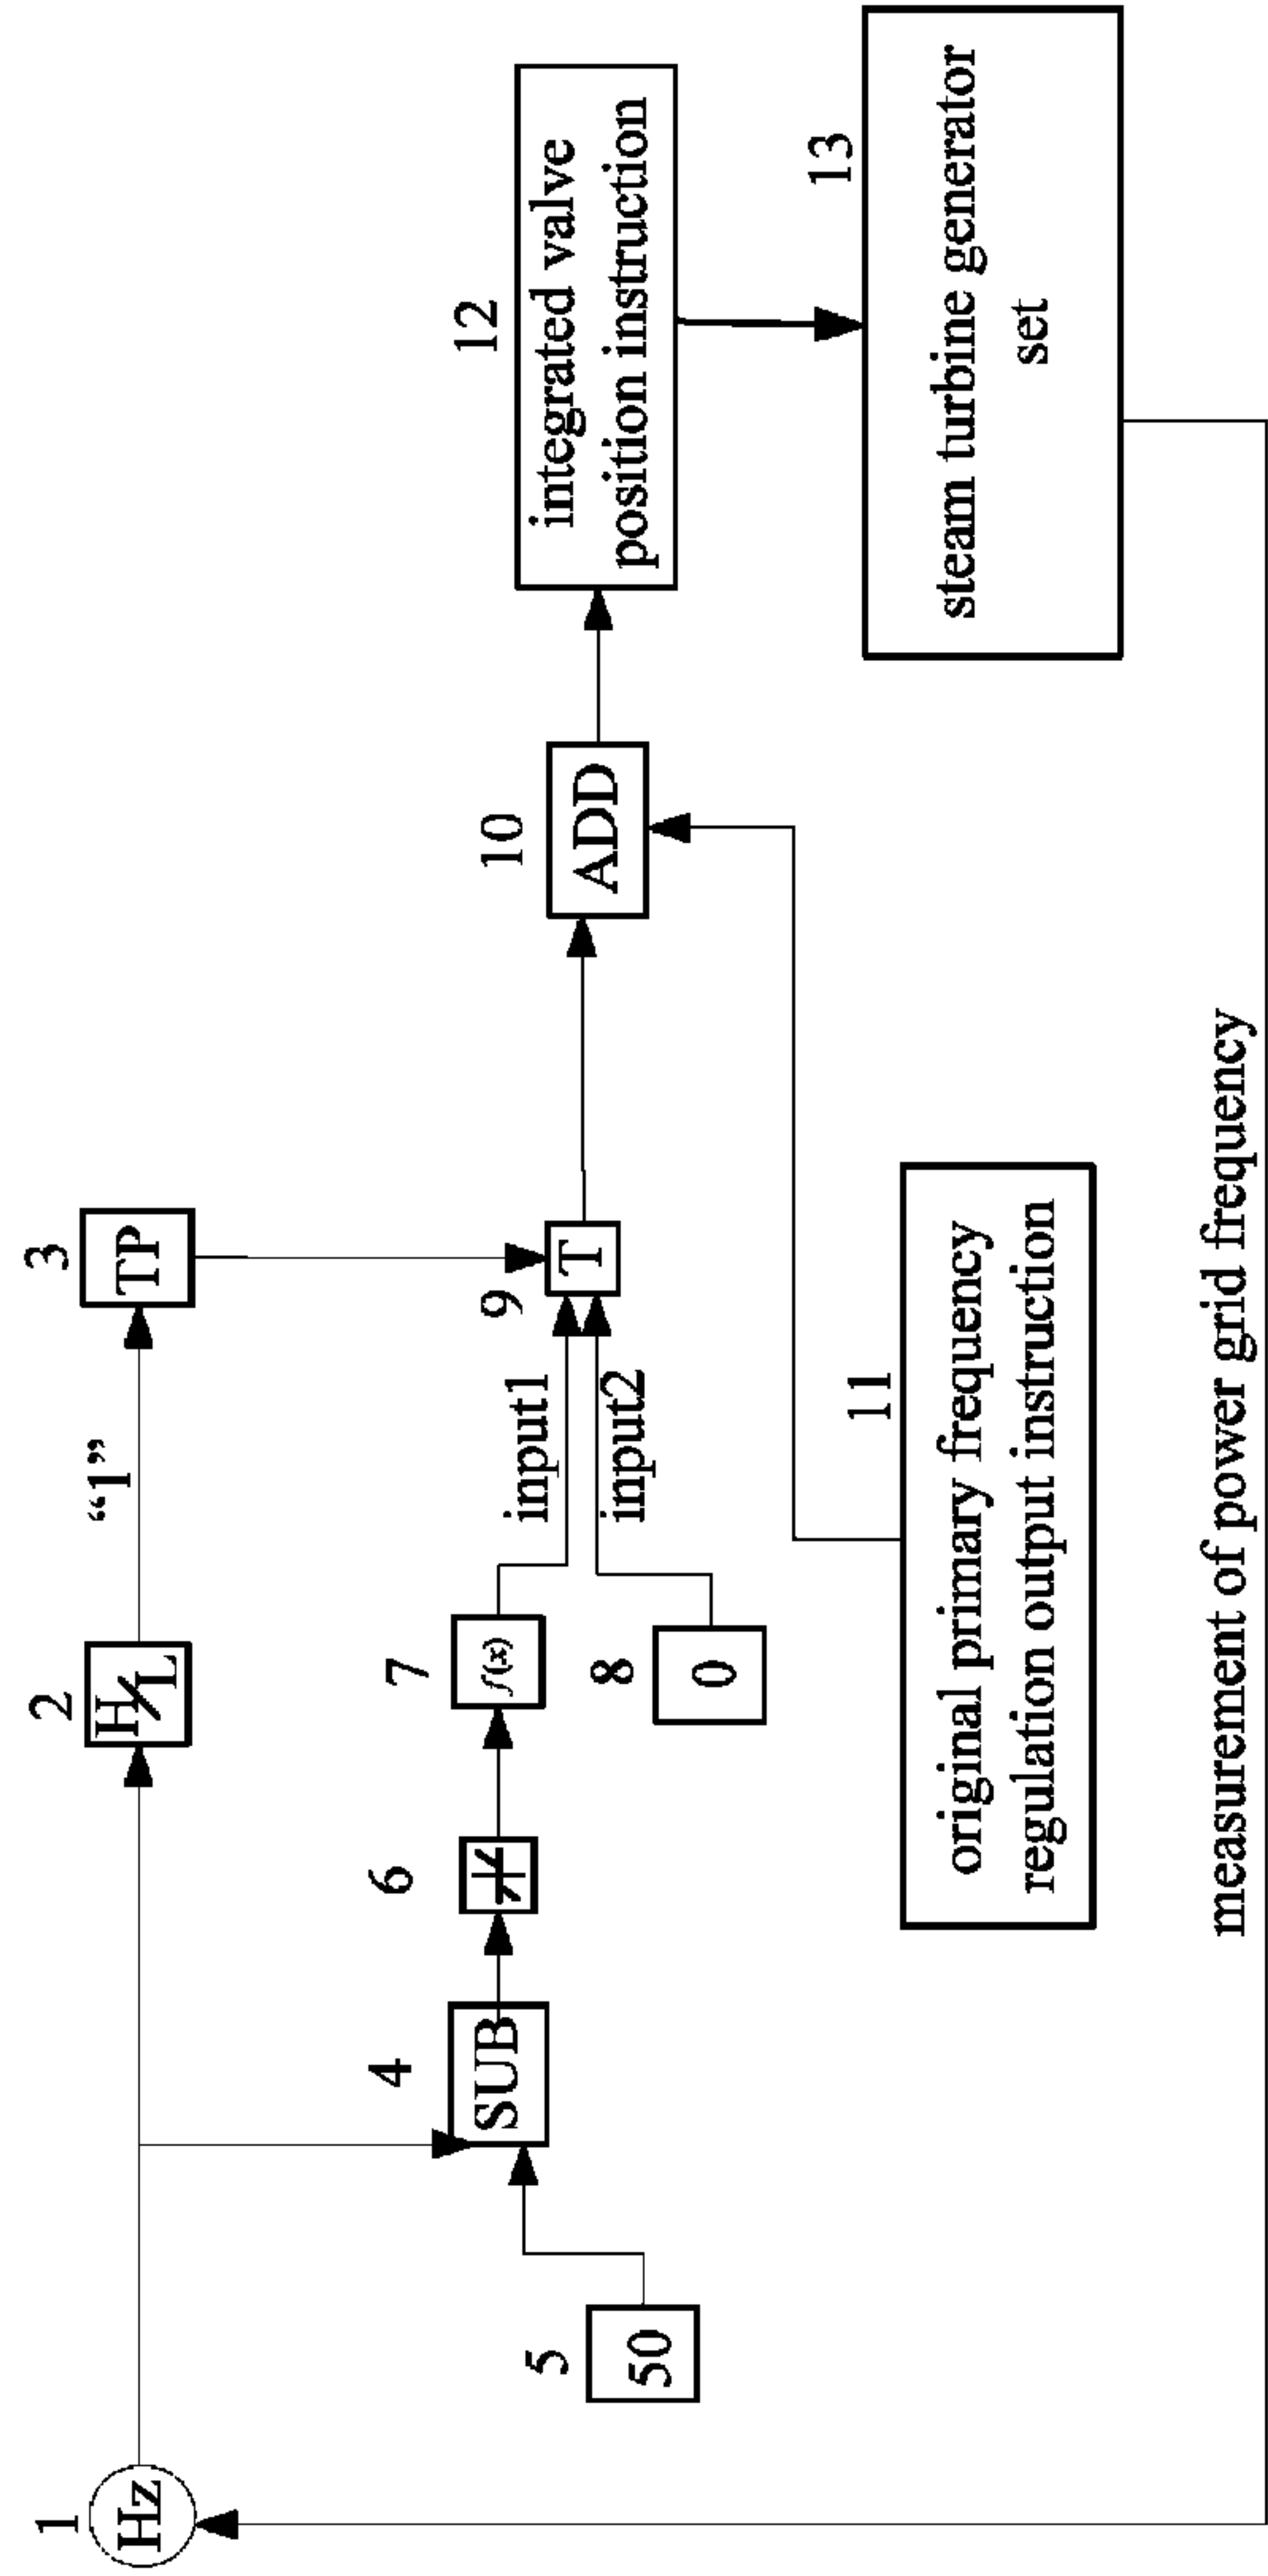 1
Hz
2
H/L
“1”
3
TP
4
SUB
5
50
6
7
f(x)
8
0
input1
input2
9
T
10
ADD
11
original primary frequency
regulation output instruction
12
integrated valve
position instruction
13
steam turbine generator
set
measurement of power grid frequency